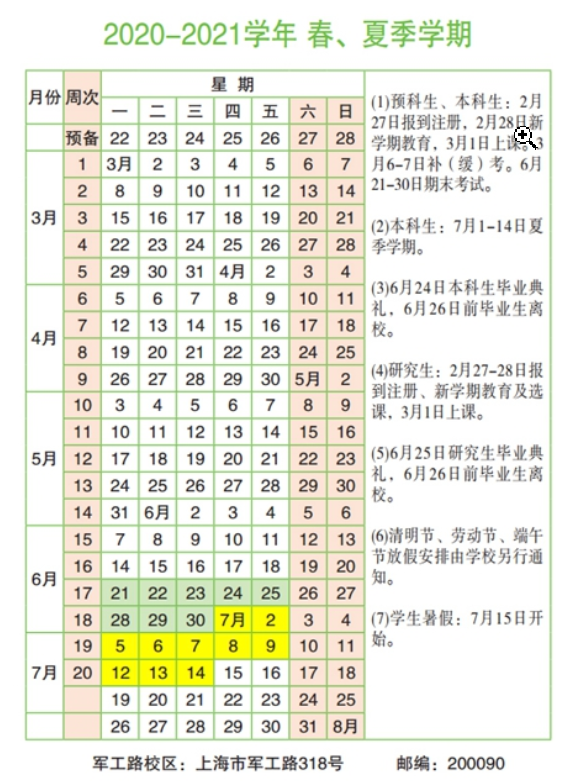 2020-2021学年 春、夏季学期
月份 周次 星 期
一 二 三 四 五 六 日
预备 22 23 24 25 26 27 28
3月
1 3月 2 3 4 5 6 7
2 8 9 10 11 12 13 14
3 15 16 17 18 19 20 21
4 22 23 24 25 26 27 28
5 29 30 31 4月 2 3 4
4月
6 5 6 7 8 9 10 11
7 12 13 14 15 16 17 18
8 19 20 21 22 23 24 25
9 26 27 28 29 30 5月 2
5月
10 3 4 5 6 7 8 9
11 10 11 12 13 14 15 16
12 17 18 19 20 21 22 23
13 24 25 26 27 28 29 30
14 31 6月 2 3 4 5 6
6月
15 7 8 9 10 11 12 13
16 14 15 16 17 18 19 20
17 21 22 23 24 25 26 27
18 28 29 30 7月 2 3 4
7月
19 5 6 7 8 9 10 11
20 12 13 14 15 16 17 18
19 20 21 22 23 24 25
26 27 28 29 30 31 8月
(1)预科生、本科生：2月
27日报到注册，2月28日新
学期教育，3月1日上课。3
月6-7日补（缓）考。6月
21-30日期末考试。
(2)本科生：7月1-14日夏
季学期。
(3)6月24日本科生毕业典
礼，6月26日前毕业生离
校。
(4)研究生：2月27-28日报
到注册、新学期教育及选
课，3月1日上课。
(5)6月25日研究生毕业典
礼，6月26日前毕业生离
校。
(6)清明节、劳动节、端午
节放假安排由学校另行通
知。
(7)学生暑假：7月15日开
始。
军工路校区：上海市军工路318号 邮编：200090